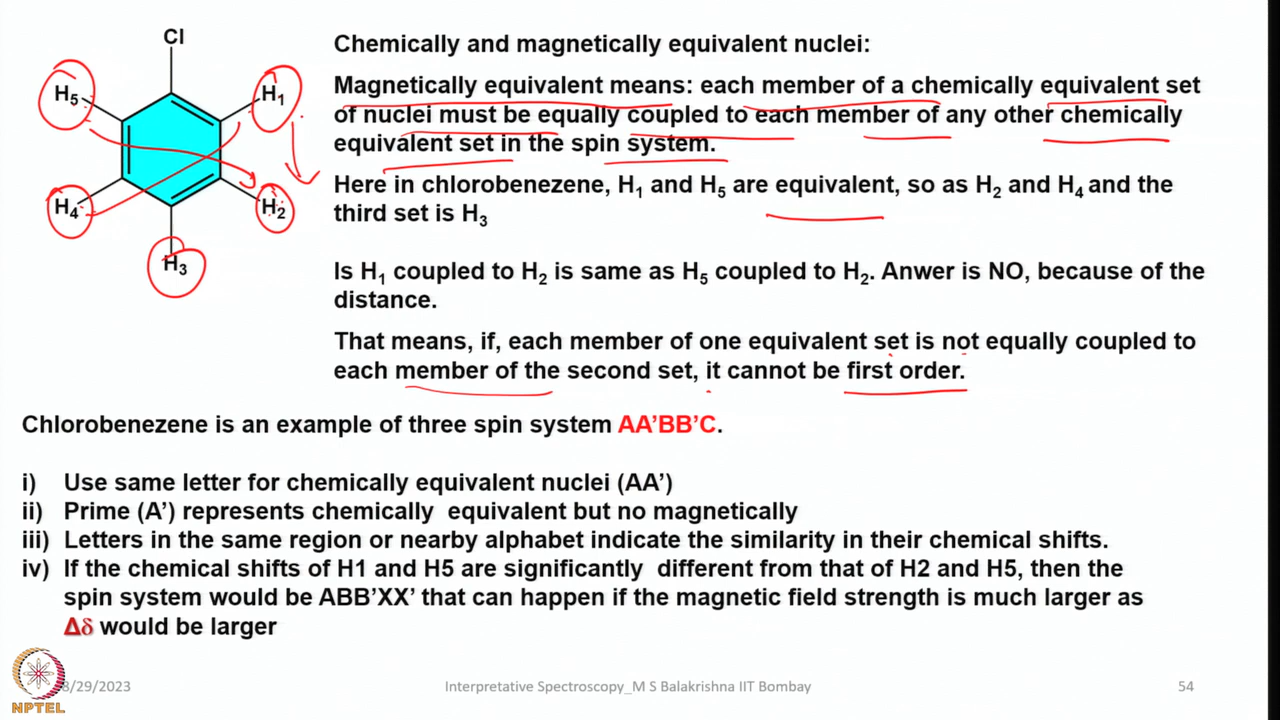 Cl
H5
H1
H4
H2
H3
Chemically and magnetically equivalent nuclei:
Magnetically equivalent means: each member of a chemically equivalent set
of nuclei must be equally coupled to each member of any other chemically
equivalent set in the spin system.
Here in chlorobenezene, H1 and H5 are equivalent, so as H2 and H4 and the
third set is H3
Is H1 coupled to H2 is same as H5 coupled to H2. Anwer is NO, because of the
distance.
That means, if, each member of one equivalent set is not equally coupled to
each member of the second set, it cannot be first order.
Chlorobenezene is an example of three spin system AA’BB’C.
i) Use same letter for chemically equivalent nuclei (AA’)
ii) Prime (A’) represents chemically equivalent but no magnetically
iii) Letters in the same region or nearby alphabet indicate the similarity in their chemical shifts.
iv) If the chemical shifts of H1 and H5 are significantly different from that of H2 and H5, then the
spin system would be ABB’XX’ that can happen if the magnetic field strength is much larger as
Δδ would be larger
8/29/2023
Interpretative Spectroscopy_M S Balakrishna IIT Bombay
54
NPTEL